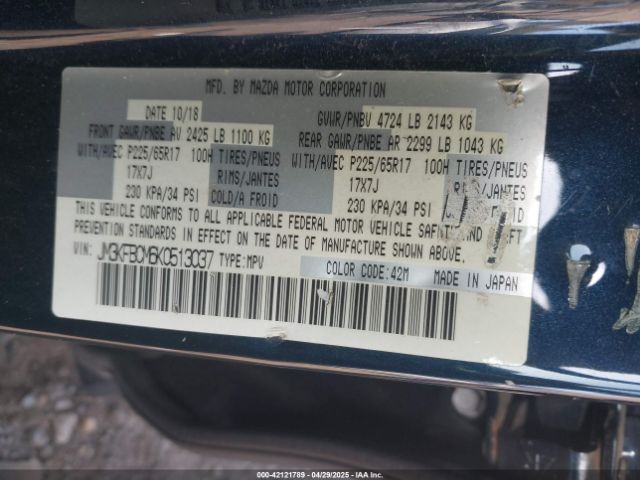 MFD. BY MAZDA MOTOR CORPORATION
DATE 10/18 GVWR/PNBV 4724 LB 2143 KG
FRONT GAWR/PNBE AV 2425 LB 1100 KG REAR GAWR/PNBE AR 2299 LB 1043 KG
WITH/AVEC P225/65R17 100H TIRES/PNEUS WITH/AVEC P225/65R17 100H TIRES/PNEUS
17X7J RIMS/JANTES 17X7J RIMS/JANTES
230 KPA/34 PSI COLD/A FROID 230 KPA/34 PSI FROID
THIS VEHICLE CONFORMS TO ALL APPLICABLE FEDERAL MOTOR VEHICLE SAFETY AND THEFT
PREVENTION STANDARDS IN EFFECT ON THE DATE OF MANUFACTURE SHOWN ABOVE.
VIN: JM3KFBCM6K0513037 TYPE:MPV
COLOR CODE:42M MADE IN JAPAN
000-42121789 - 04/29/2025 - IAA Inc.